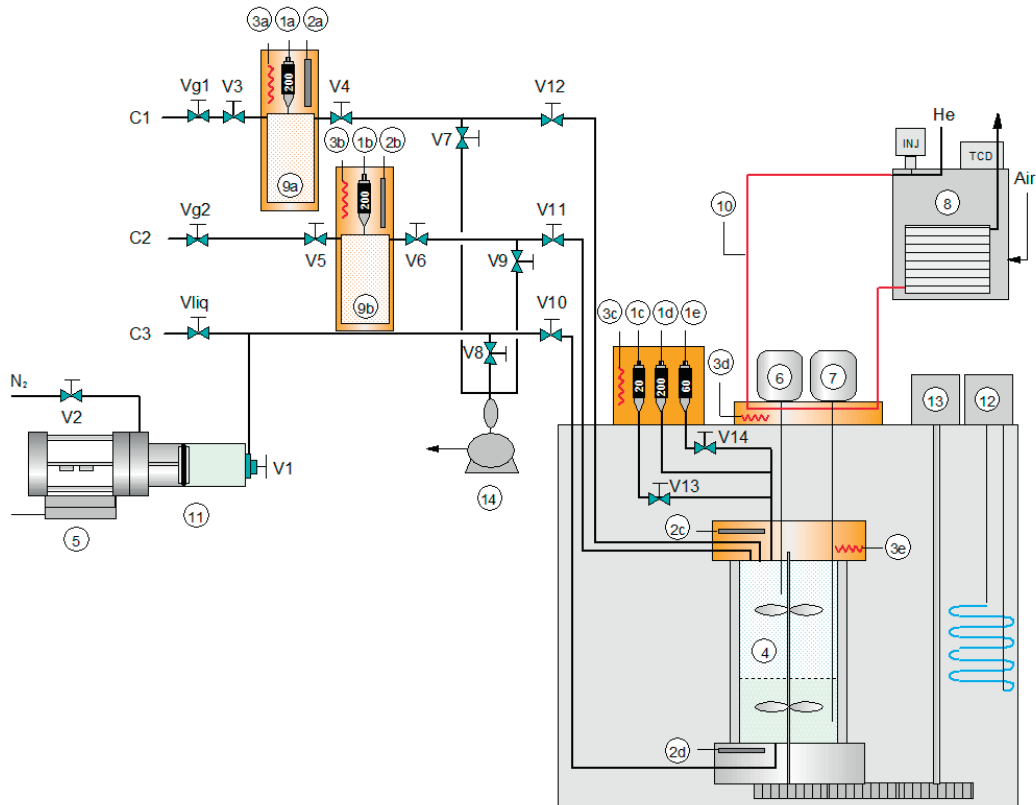 3a 1a 2a
Vg1 V3 200 V4 V12
C1
V7
3b 1b 2b
9a
200
Vg2 V11
C2
V5 V6 V9
9b
Vliq V10
C3
V8
3c 1c 1d 1e
20 200 60
N₂
V2
V1
5
11
14
V14
V13
INJ He TCD Air
8
10
3d 6 7
13 12
2c
3e
4
2d